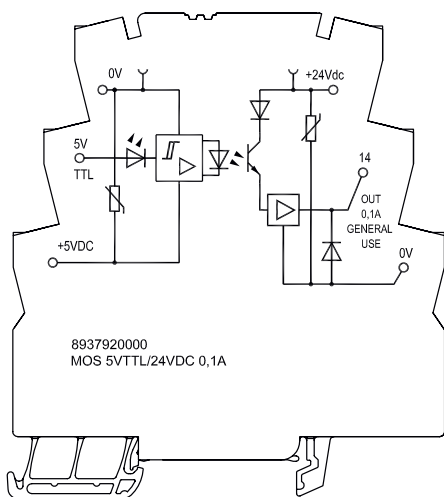 0V
+24Vdc
5V
TTL
14
OUT
0,1A
GENERAL
USE
0V
+5VDC
8937920000
MOS 5VTTL/24VDC 0,1A